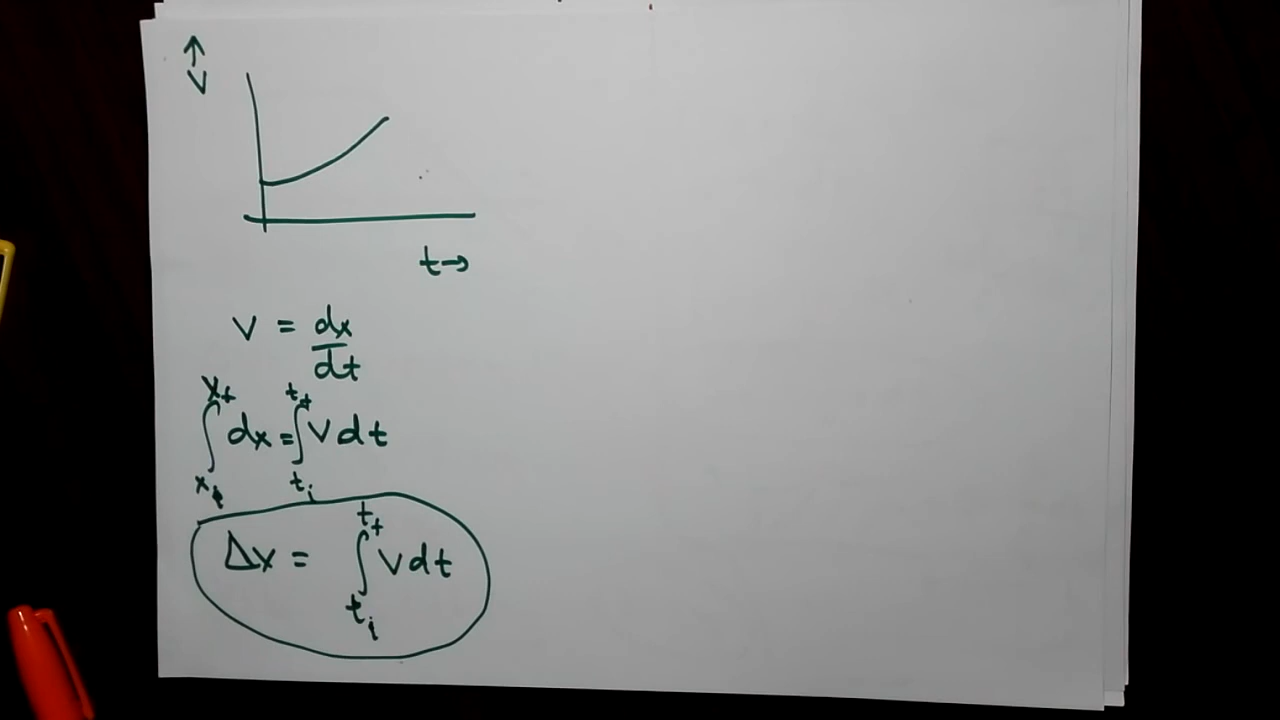 ↑
V
t→
V = dx/dt
∫_{x_i}^{x_f} dx = ∫_{t_i}^{t_f} V dt
Δx = ∫_{t_i}^{t_f} V dt